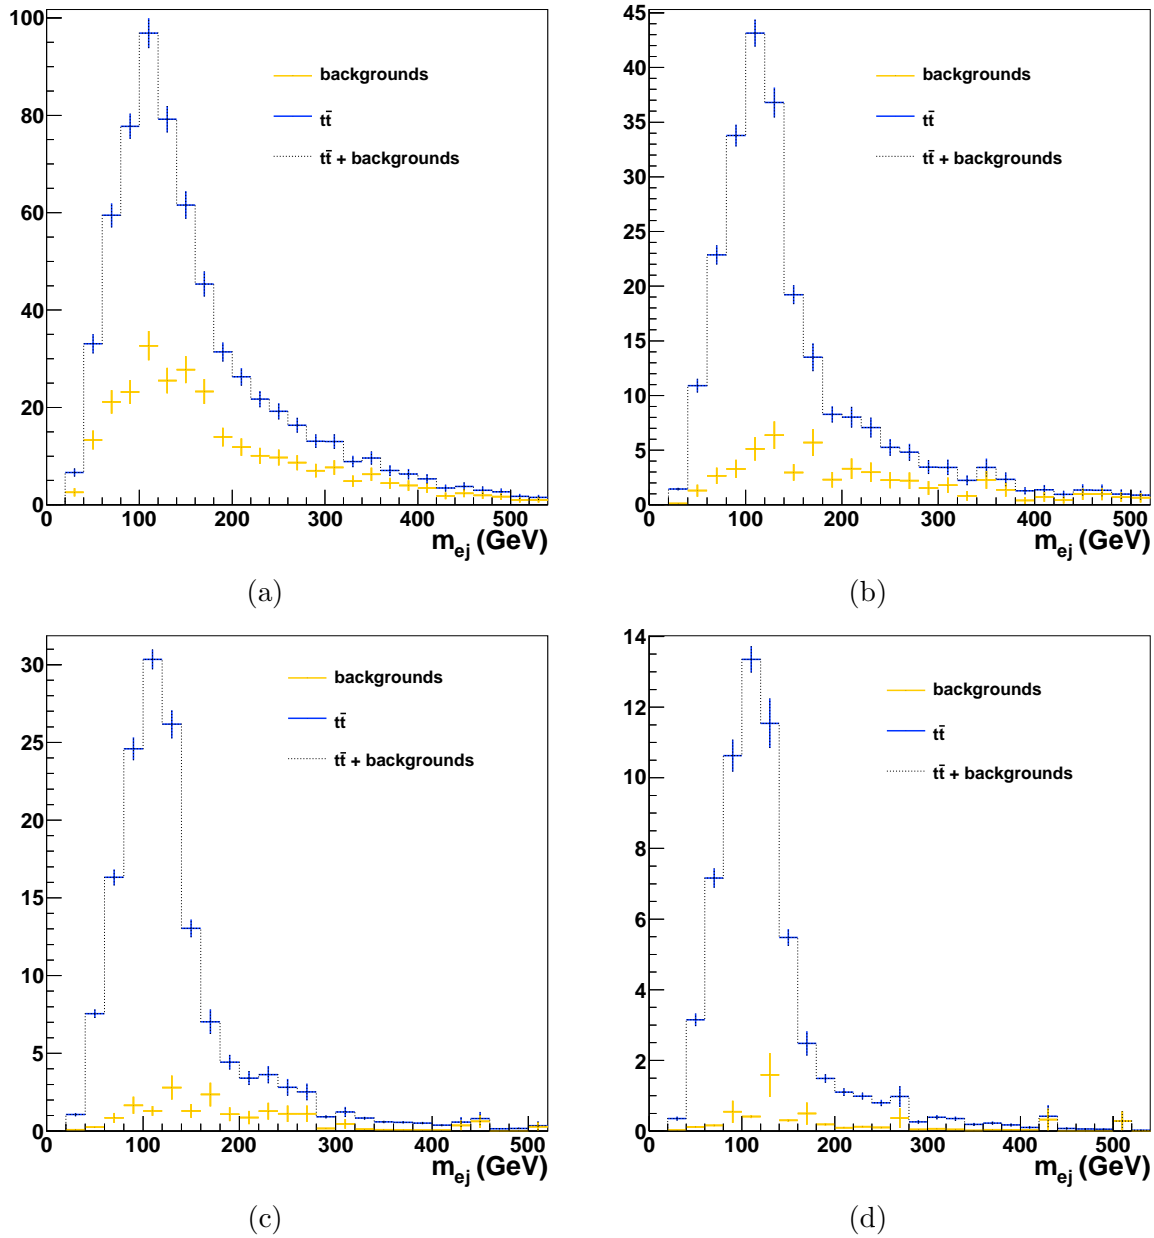 100
80
60
40
20
0
backgrounds
tt̄
tt̄ + backgrounds
0 100 200 300 400 500
m_ej (GeV)
(a)
45
40
35
30
25
20
15
10
5
0
backgrounds
tt̄
tt̄ + backgrounds
0 100 200 300 400 500
m_ej (GeV)
(b)
30
25
20
15
10
5
0
backgrounds
tt̄
tt̄ + backgrounds
0 100 200 300 400 500
m_ej (GeV)
(c)
14
12
10
8
6
4
2
0
backgrounds
tt̄
tt̄ + backgrounds
0 100 200 300 400 500
m_ej (GeV)
(d)